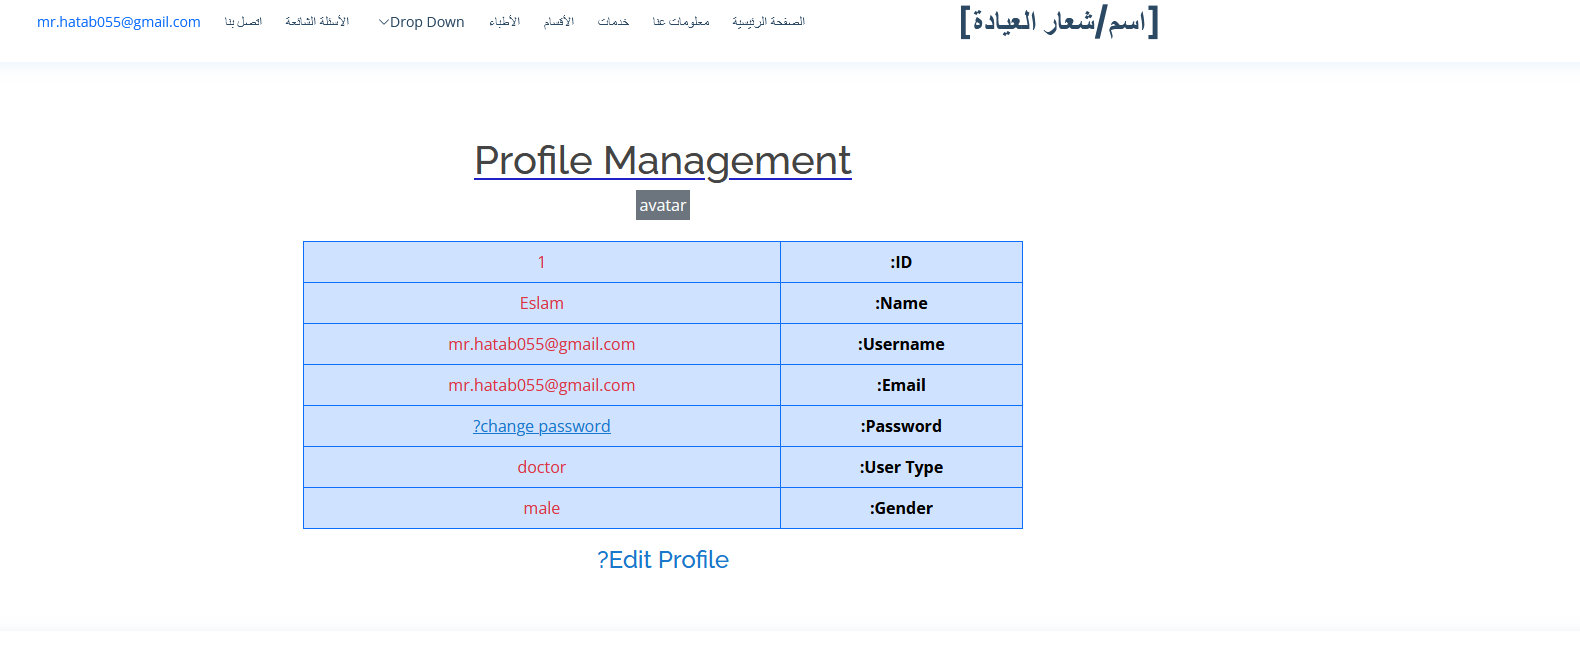 [اسم/شعار العيادة]
الصفحة الرئيسية معلومات عنا خدمات الأقسام الأطباء Drop Down الأسئلة الشائعة اتصل بنا mr.hatab055@gmail.com
Profile Management
avatar
:ID 1
:Name Eslam
:Username mr.hatab055@gmail.com
:Email mr.hatab055@gmail.com
:Password ?change password
:User Type doctor
:Gender male
?Edit Profile